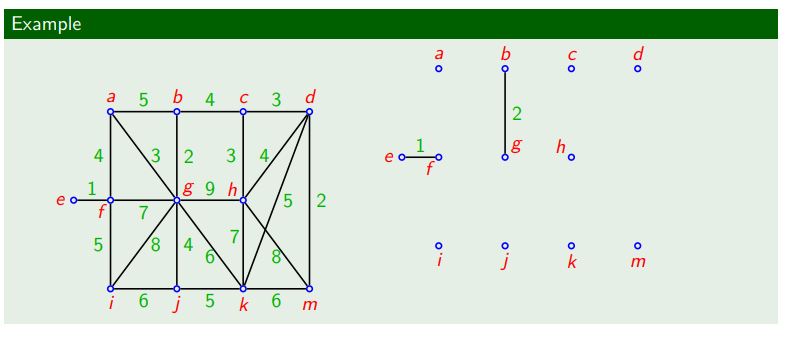 Example
a b c d
a 5 b 4 c 3 d
2
4 3 2 3 4
e 1 f g h
e 1 g 9 h 5 2
f 7
5 8 4 6 7 8
i j k m
i 6 j 5 k 6 m